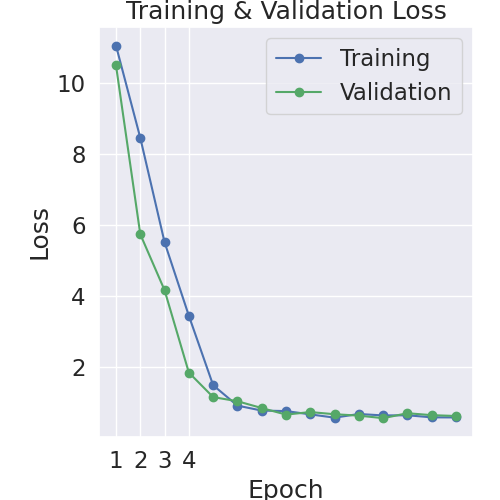 Training & Validation Loss
Training
Validation
Loss
10
8
6
4
2
1 2 3 4
Epoch